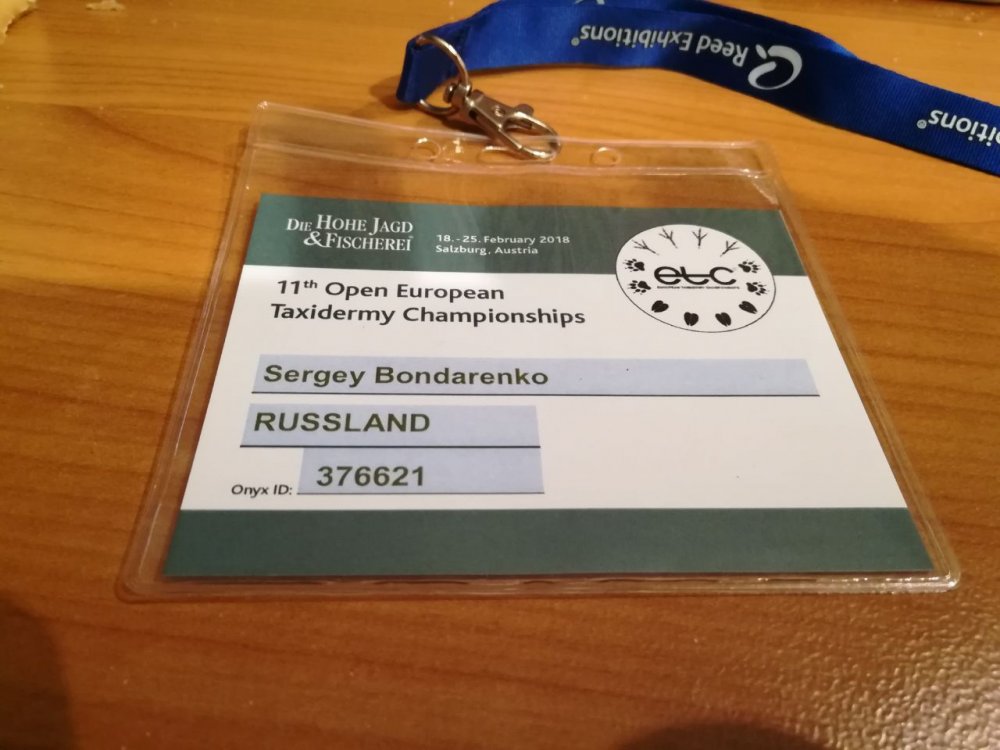 Reed Exhibitions®
bitions®
DIE HOHE JAGD
& FISCHEREI
18. - 25. February 2018
Salzburg, Austria
etc
11th Open European
Taxidermy Championships
Sergey Bondarenko
RUSSLAND
Onyx ID: 376621